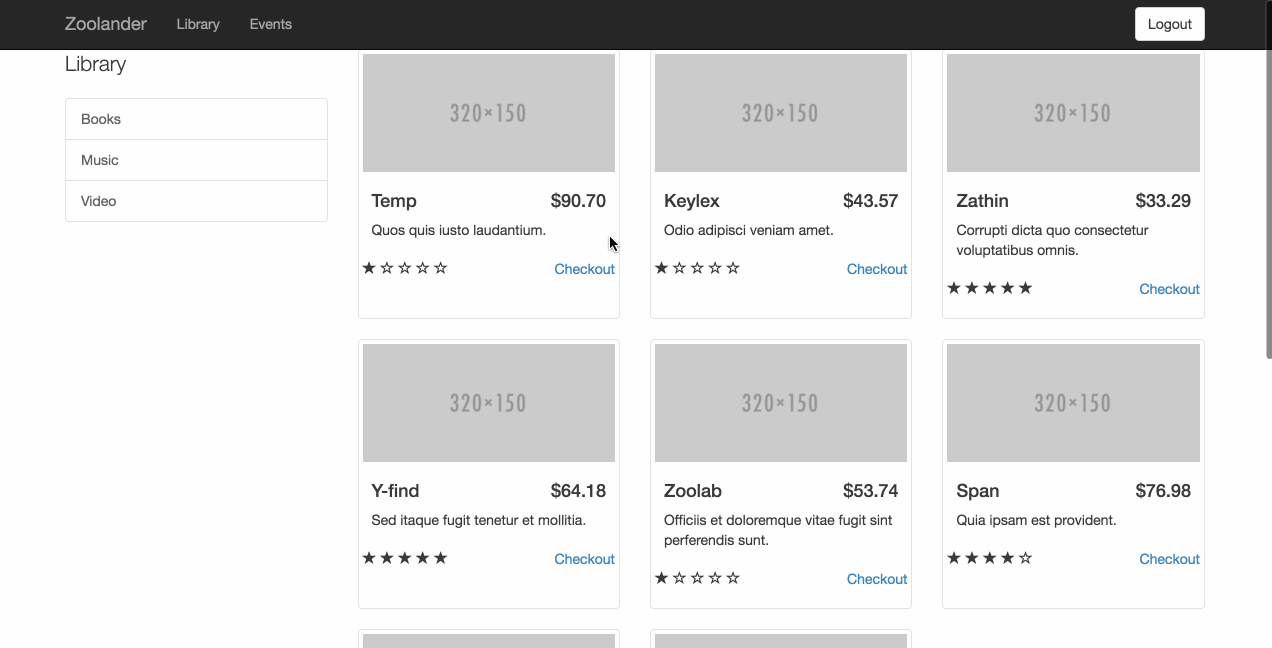 Zoolander Library Events Logout
Library
Books
Music
Video
320×150
Temp $90.70
Quos quis iusto laudantium.
★☆☆☆☆ Checkout
320×150
Keylex $43.57
Odio adipisci veniam amet.
★☆☆☆☆ Checkout
320×150
Zathin $33.29
Corrupti dicta quo consectetur
voluptatibus omnis.
★★★★★ Checkout
320×150
Y-find $64.18
Sed itaque fugit tenetur et mollitia.
★★★★★ Checkout
320×150
Zoolab $53.74
Officiis et doloremque vitae fugit sint
perferendis sunt.
★☆☆☆☆ Checkout
320×150
Span $76.98
Quia ipsam est provident.
★★★★☆ Checkout